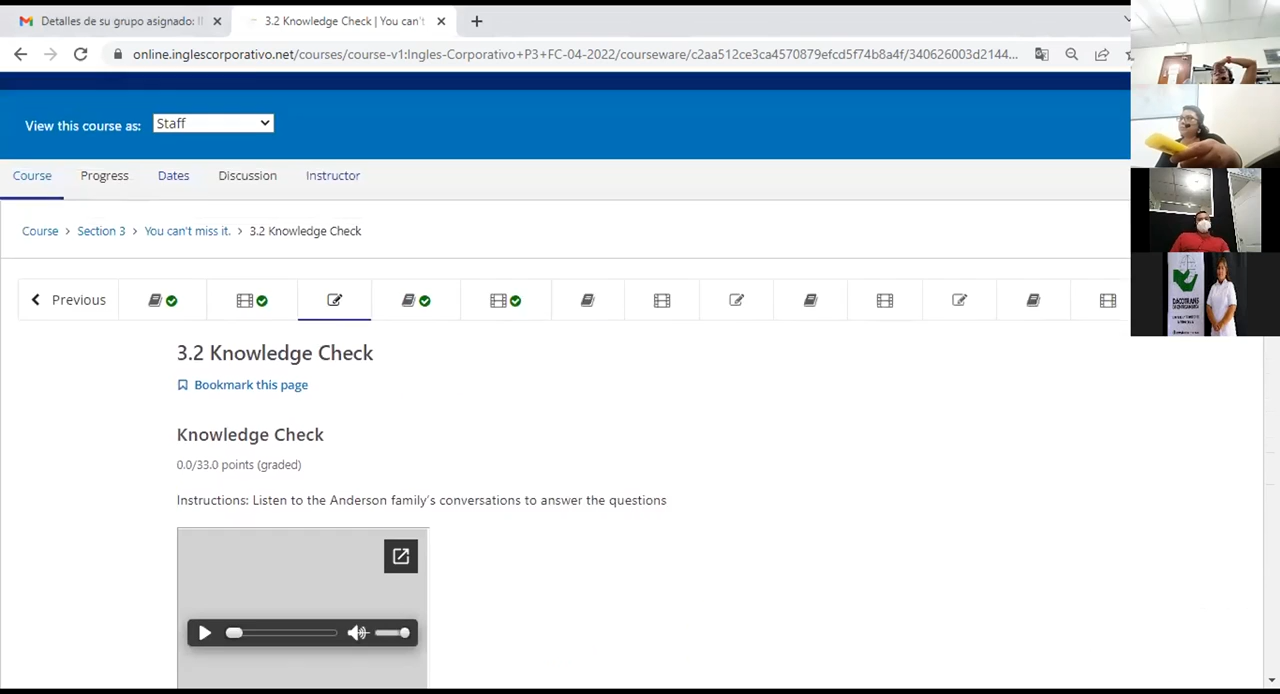 Detalles de su grupo asignado: I
3.2 Knowledge Check | You can't
online.inglescorporativo.net/courses/course-v1:Ingles-Corporativo+P3+FC-04-2022/courseware/c2aa512ce3ca4570879efcd5f74b8a4f/340626003d2144...
View this course as:
Staff
Course
Progress
Dates
Discussion
Instructor
Course > Section 3 > You can't miss it. > 3.2 Knowledge Check
Previous
3.2 Knowledge Check
Bookmark this page
Knowledge Check
0.0/33.0 points (graded)
Instructions: Listen to the Anderson family's conversations to answer the questions
DACOTRANS